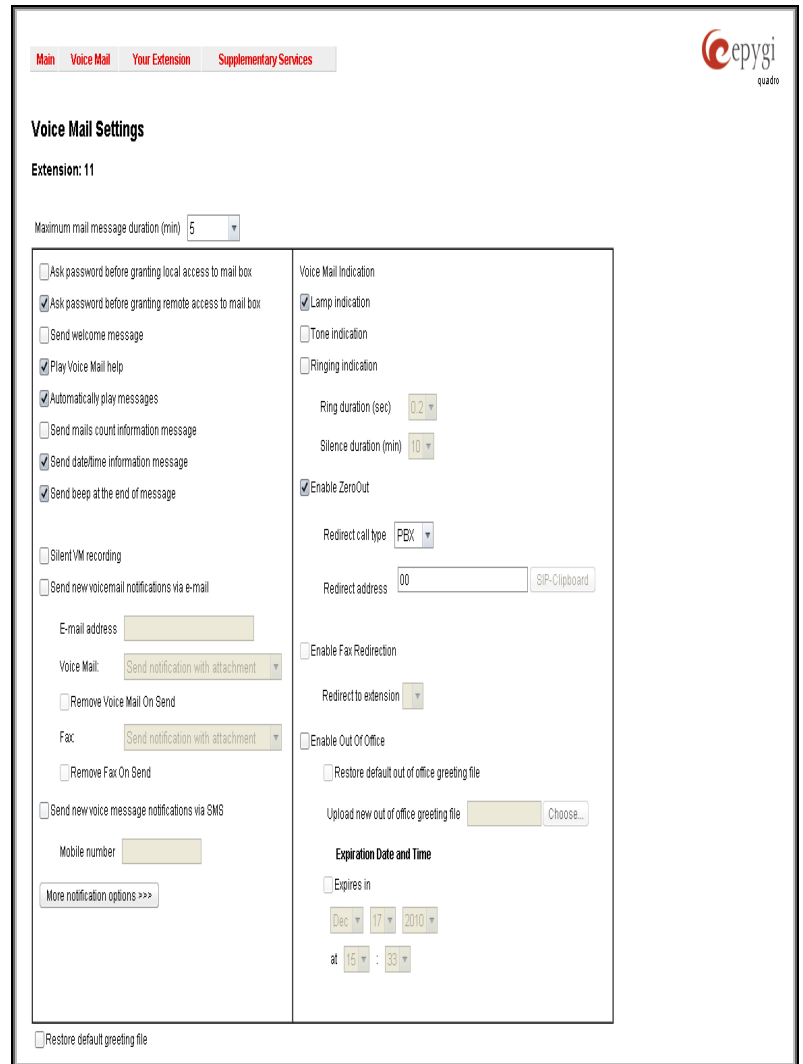 Main Voice Mail Your Extension Supplementary Services
epygi
quadro
Voice Mail Settings
Extension: 11
Maximum mail message duration (min) 5
Ask password before granting local access to mail box
Ask password before granting remote access to mail box
Send welcome message
Play Voice Mail help
Automatically play messages
Send mails count information message
Send date/time information message
Send beep at the end of message
Silent VM recording
Send new voicemail notifications via e-mail
E-mail address
Voice Mail: Send notification with attachment
Remove Voice Mail On Send
Fax: Send notification with attachment
Remove Fax On Send
Send new voice message notifications via SMS
Mobile number
More notification options >>>
Voice Mail Indication
Lamp indication
Tone indication
Ringing indication
Ring duration (sec) 0.2
Silence duration (min) 10
Enable ZeroOut
Redirect call type PBX
Redirect address 00 SIP-Clipboard
Enable Fax Redirection
Redirect to extension
Enable Out Of Office
Restore default out of office greeting file
Upload new out of office greeting file Choose...
Expiration Date and Time
Expires in
Dec 17 2010
at 15 : 33
Restore default greeting file